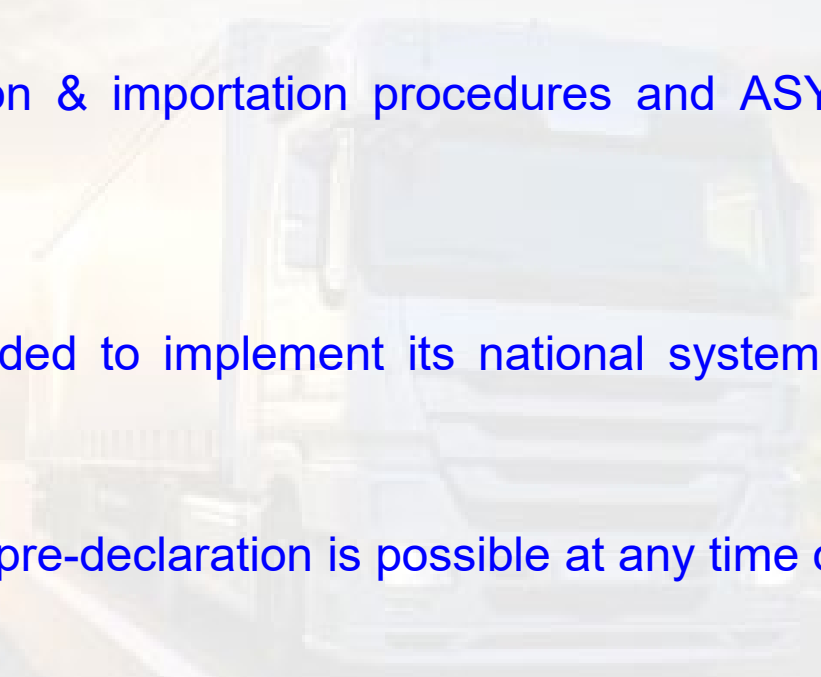 on & importation procedures and ASY
ded to implement its national system
pre-declaration is possible at any time